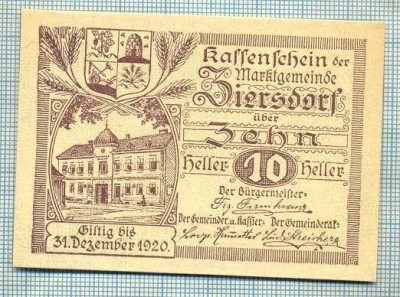 Kassenschein der
Marktgemeinde
Ziersdorf
über
Zehn
Heller 10 Heller
Der Bürgermeister:
Der Gemeinder. u. Kassier: Der Gemeinderat:
Giltig bis
31. Dezember 1920.